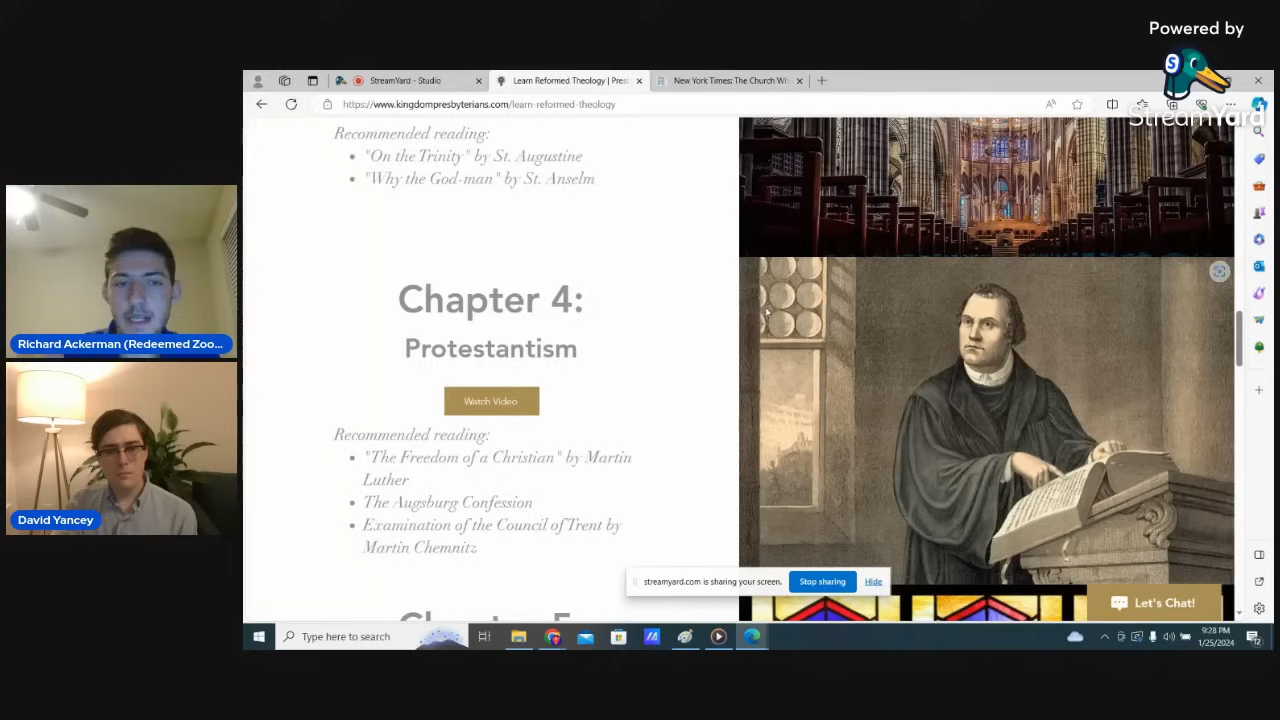 Powered by
StreamYard
StreamYard - Studio
Learn Reformed Theology | Pres
New York Times: The Church Wh
https://www.kingdompresbyterians.com/learn-reformed-theology
Recommended reading:
"On the Trinity" by St. Augustine
"Why the God-man" by St. Anselm
Chapter 4:
Protestantism
Watch Video
Recommended reading:
"The Freedom of a Christian" by Martin
Luther
The Augsburg Confession
Examination of the Council of Trent by
Martin Chemnitz
streamyard.com is sharing your screen.
Stop sharing
Hide
Let's Chat!
Richard Ackerman (Redeemed Zoo...
David Yancey
Type here to search
9:28 PM
1/25/2024